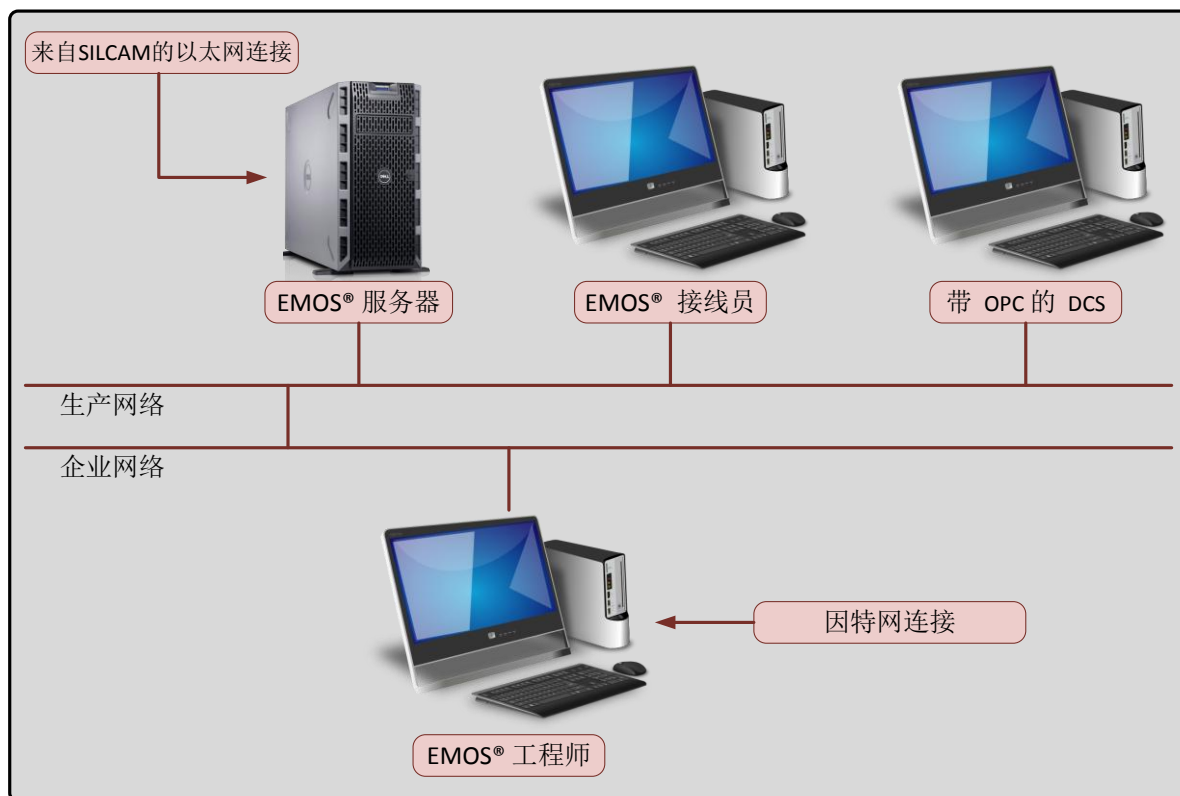 来自SILCAM的以太网连接
EMOS® 服务器
EMOS® 接线员
带 OPC 的 DCS
生产网络
企业网络
因特网连接
EMOS® 工程师